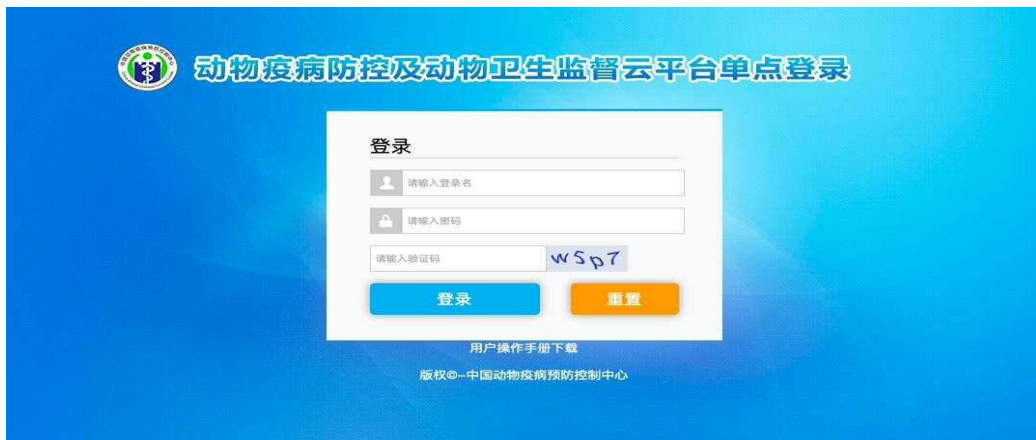 动物疫病防控及动物卫生监督云平台单点登录
登录
请输入登录名
请输入密码
请输入验证码 w5p7
登录 重置
用户操作手册下载
版权©-中国动物疫病预防控制中心